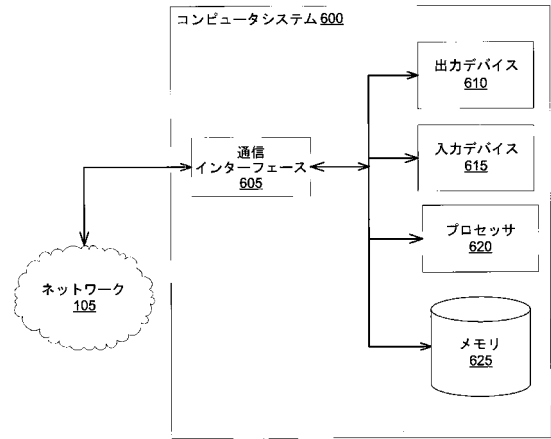 コンピュータシステム 600
出力デバイス
610
通信
インターフェース
605
入力デバイス
615
プロセッサ
620
ネットワーク
105
メモリ
625